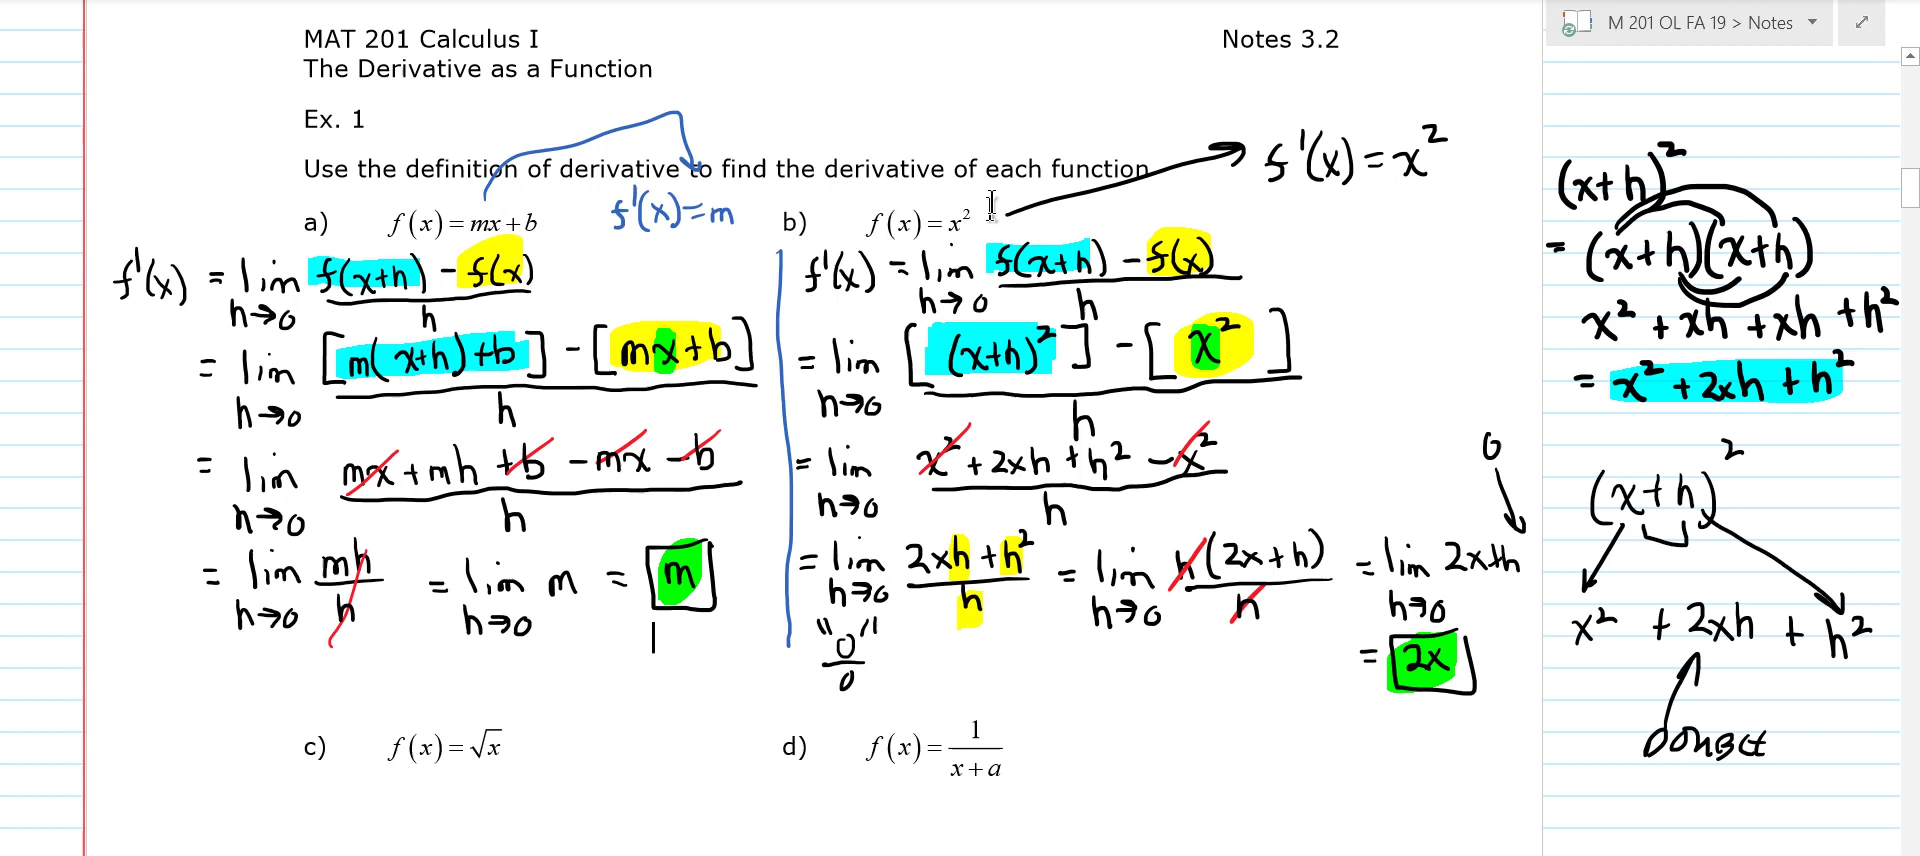 MAT 201 Calculus I
Notes 3.2
The Derivative as a Function
M 201 OL FA 19 > Notes
Ex. 1
Use the definition of derivative to find the derivative of each function.
f'(x) = m
f'(x) = x²
a) f(x) = mx + b
f'(x) = lim h→0 (f(x+h) - f(x))/h
= lim h→0 ([m(x+h)+b] - [mx+b])/h
= lim h→0 (mx + mh + b - mx - b)/h
= lim h→0 mh/h = lim h→0 m = m
b) f(x) = x²
f'(x) = lim h→0 (f(x+h) - f(x))/h
= lim h→0 ([(x+h)²] - [x²])/h
= lim h→0 (x² + 2xh + h² - x²)/h
= lim h→0 (2xh + h²)/h = lim h→0 h(2x+h)/h = lim h→0 2x+h
0
"0/0"
= 2x
(x+h)²
= (x+h)(x+h)
x² + xh + xh + h²
= x² + 2xh + h²
(x+h)²
x² + 2xh + h²
c) f(x) = √x
d) f(x) = 1/(x+a)